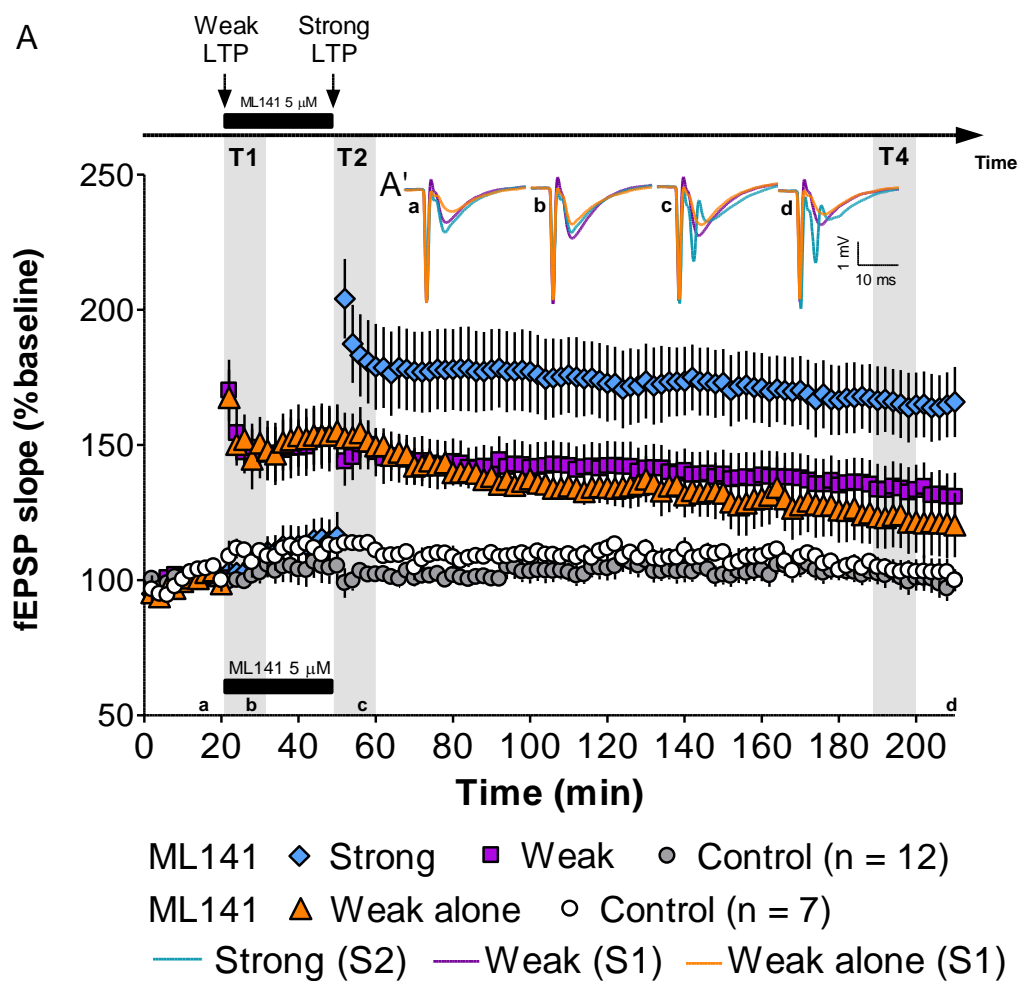 A
Weak LTP
Strong LTP
ML141 5 μM
T1
T2
T4
Time
A'
a
b
c
d
1 mV
10 ms
250
200
150
100
50
fEPSP slope (%baseline)
ML141 5 μM
a
b
c
d
0 20 40 60 80 100 120 140 160 180 200
Time (min)
ML141 Strong Weak Control (n = 12)
ML141 Weak alone Control (n = 7)
Strong (S2) Weak (S1) Weak alone (S1)